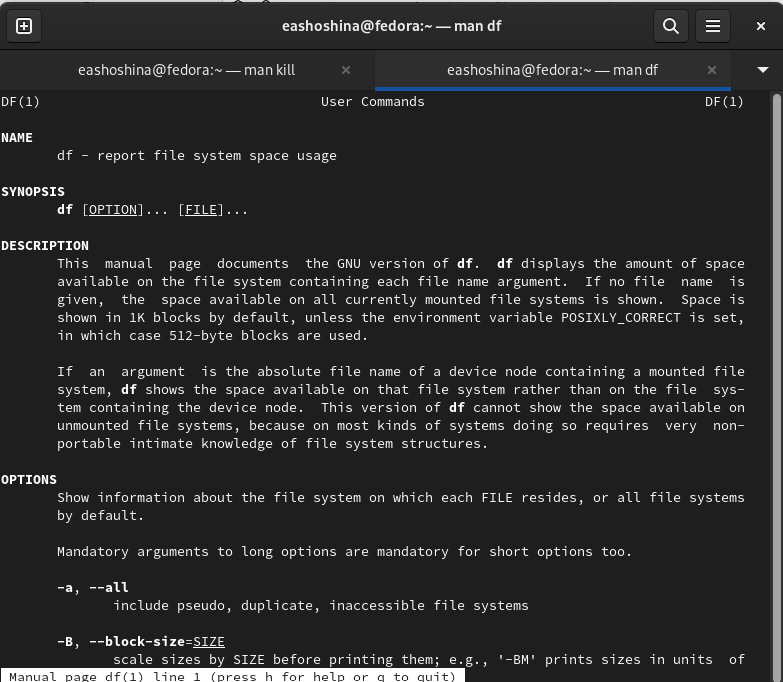 eashoshina@fedora:~ — man df
eashoshina@fedora:~ — man kill
eashoshina@fedora:~ — man df
DF(1) User Commands DF(1)
NAME
df - report file system space usage
SYNOPSIS
df [OPTION]... [FILE]...
DESCRIPTION
This manual page documents the GNU version of df. df displays the amount of space
available on the file system containing each file name argument. If no file name is
given, the space available on all currently mounted file systems is shown. Space is
shown in 1K blocks by default, unless the environment variable POSIXLY_CORRECT is set,
in which case 512-byte blocks are used.
If an argument is the absolute file name of a device node containing a mounted file
system, df shows the space available on that file system rather than on the file sys-
tem containing the device node. This version of df cannot show the space available on
unmounted file systems, because on most kinds of systems doing so requires very non-
portable intimate knowledge of file system structures.
OPTIONS
Show information about the file system on which each FILE resides, or all file systems
by default.
Mandatory arguments to long options are mandatory for short options too.
-a, --all
include pseudo, duplicate, inaccessible file systems
-B, --block-size=SIZE
scale sizes by SIZE before printing them; e.g., '-BM' prints sizes in units of
Manual page df(1) line 1 (press h for help or q to quit)